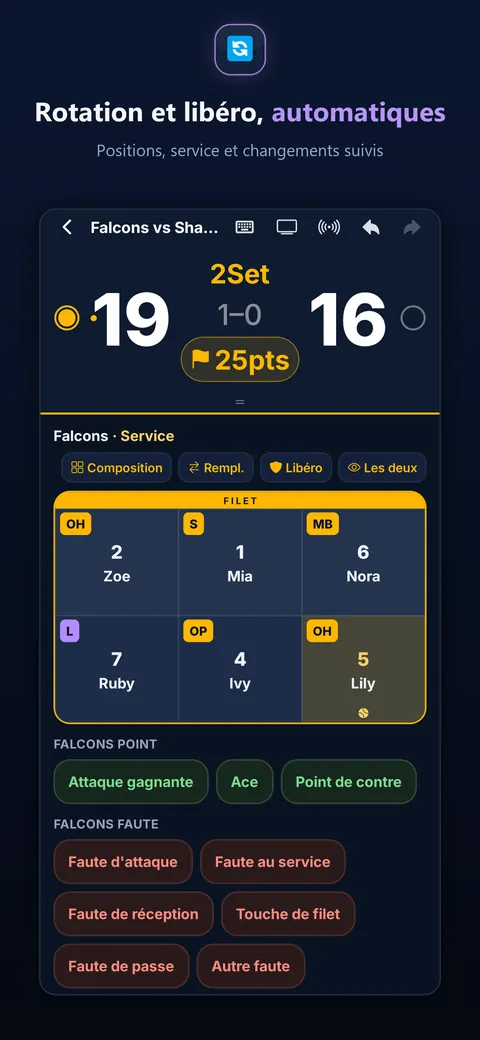 Rotation et libéro, automatiques
Positions, service et changements suivis
Falcons vs Sha...
2Set
19
1–0
16
25pts
Falcons · Service
Composition
Rempl.
Libéro
Les deux
FILET
OH
S
MB
2
1
6
Zoe
Mia
Nora
L
OP
OH
7
4
5
Ruby
Ivy
Lily
FALCONS POINT
Attaque gagnante
Ace
Point de contre
FALCONS FAUTE
Faute d'attaque
Faute au service
Faute de réception
Touche de filet
Faute de passe
Autre faute